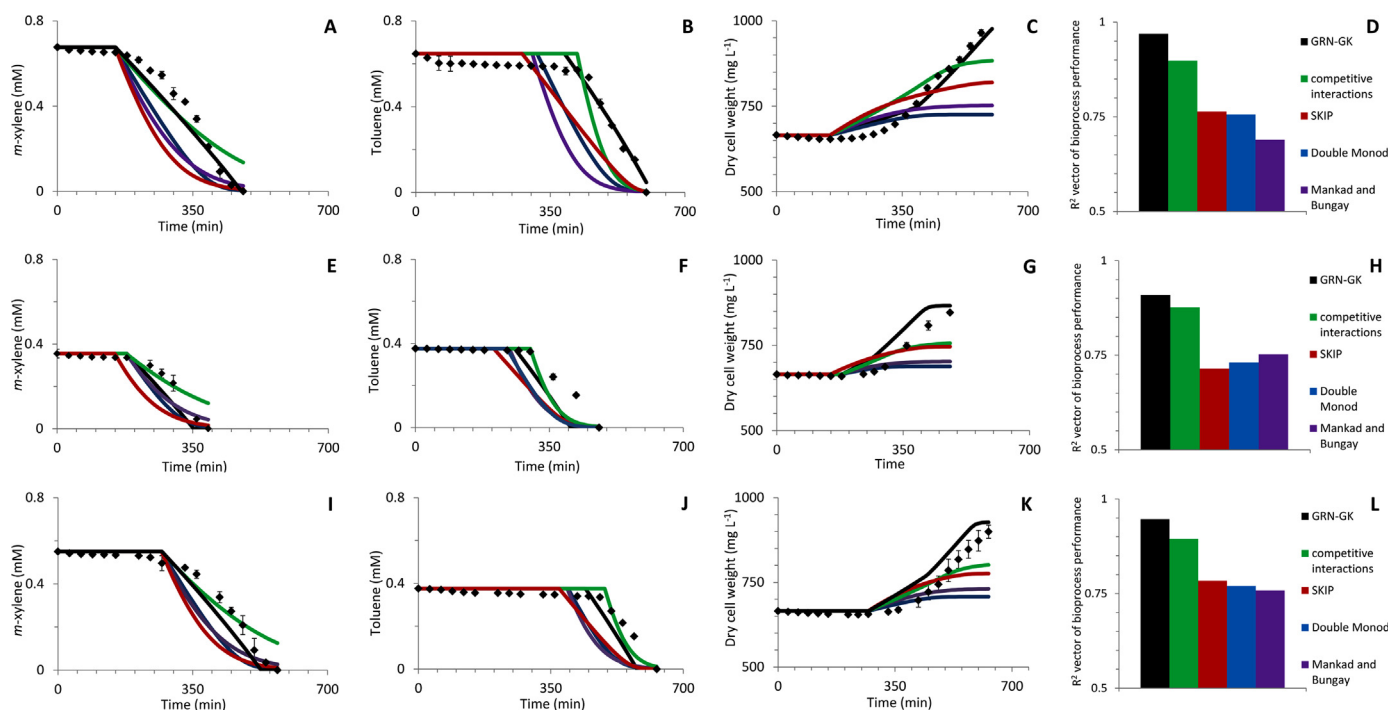 A
m-xylene (mM)
0.8
0.4
0
0
350
700
Time (min)
B
Toluene (mM)
0.8
0.4
0
0
350
700
Time (min)
C
Dry cell weight (mg L⁻¹)
1000
750
500
0
350
700
Time (min)
D
R² vector of bioprocess performance
1
0.75
0.5
GRN-GK
competitive
interactions
SKIP
Double Monod
Mankad and
Bungay
E
m-xylene (mM)
0.8
0.4
0
0
350
700
Time (min)
F
Toluene (mM)
0.8
0.4
0
0
350
700
Time (min)
G
Dry cell weight (mg L⁻¹)
1000
750
500
0
350
700
Time
H
R² vector of bioprocess performance
1
0.75
0.5
GRN-GK
competitive
interactions
SKIP
Double
Monod
Mankad and
Bungay
I
m-xylene (mM)
0.8
0.4
0
0
350
700
Time (min)
J
Toluene (mM)
0.8
0.4
0
0
350
700
Time (min)
K
Dry cell weight (mg L⁻¹)
1000
750
500
0
350
700
Time (min)
L
R² vector of bioprocess performance
1
0.75
0.5
GRN-GK
competitive
interactions
SKIP
Double Monod
Mankad and
Bungay